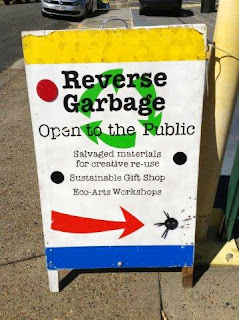 Reverse
Garbage
Open to the Public
Salvaged materials
for creative re-use
Sustainable Gift Shop
Eco-Arts Workshops